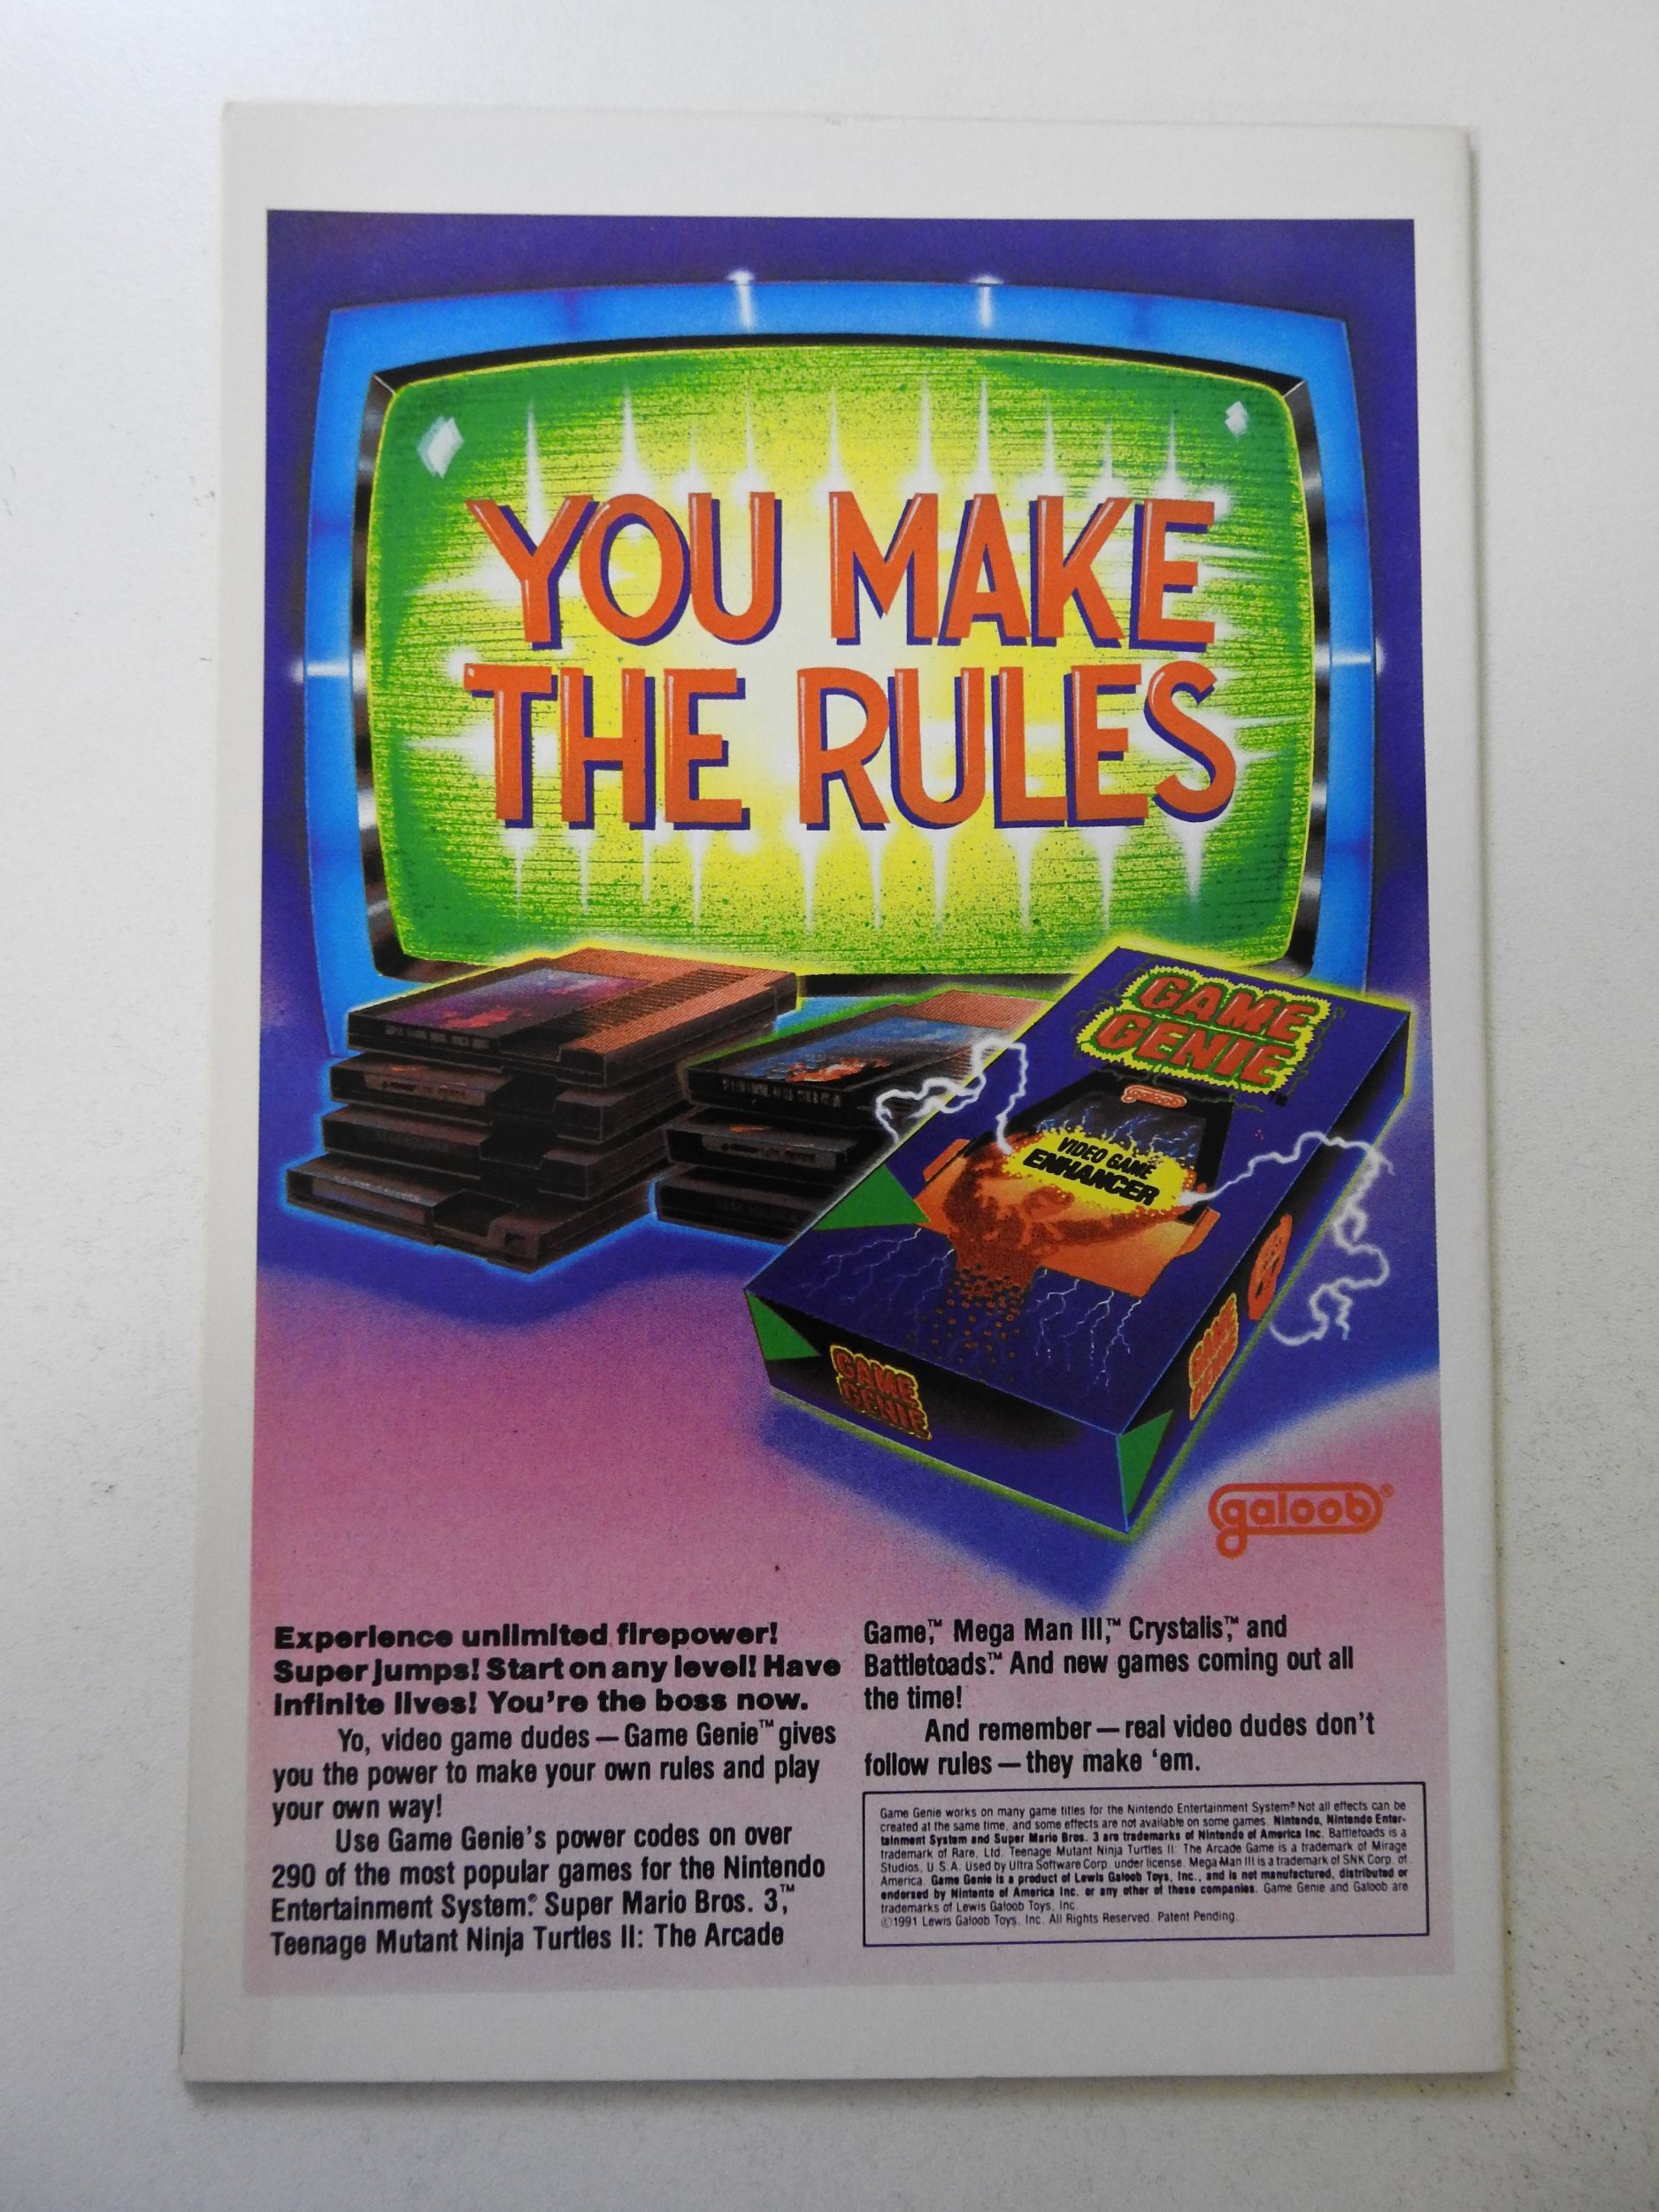 YOU MAKE
THE RULES
GAME
GENIE
galoob
VIDEO GAME
ENHANCER
GAME
GENIE
GAME
GENIE
galoob®
Experience unlimited firepower!
Super jumps! Start on any level! Have
infinite lives! You're the boss now.
Yo, video game dudes — Game Genie™ gives
you the power to make your own rules and play
your own way!
Use Game Genie's power codes on over
290 of the most popular games for the Nintendo
Entertainment System.® Super Mario Bros. 3,™
Teenage Mutant Ninja Turtles II: The Arcade
Game,™ Mega Man III,™ Crystalis,™ and
Battletoads.™ And new games coming out all
the time!
And remember — real video dudes don't
follow rules — they make 'em.
Game Genie works on many game titles for the Nintendo Entertainment System.® Not all effects can be
created at the same time, and some effects are not available on some games. Nintendo, Nintendo Enter-
tainment System and Super Mario Bros. 3 are trademarks of Nintendo of America Inc. Battletoads is a
trademark of Rare, Ltd. Teenage Mutant Ninja Turtles II: The Arcade Game is a trademark of Mirage
Studios, U.S.A. Used by Ultra Software Corp. under license. Mega Man III is a trademark of SNK Corp. of
America. Game Genie is a product of Lewis Galoob Toys, Inc., and is not manufactured, distributed or
endorsed by Nintento of America Inc. or any other of these companies. Game Genie and Galoob are
trademarks of Lewis Galoob Toys, Inc.
©1991 Lewis Galoob Toys, Inc. All Rights Reserved. Patent Pending.